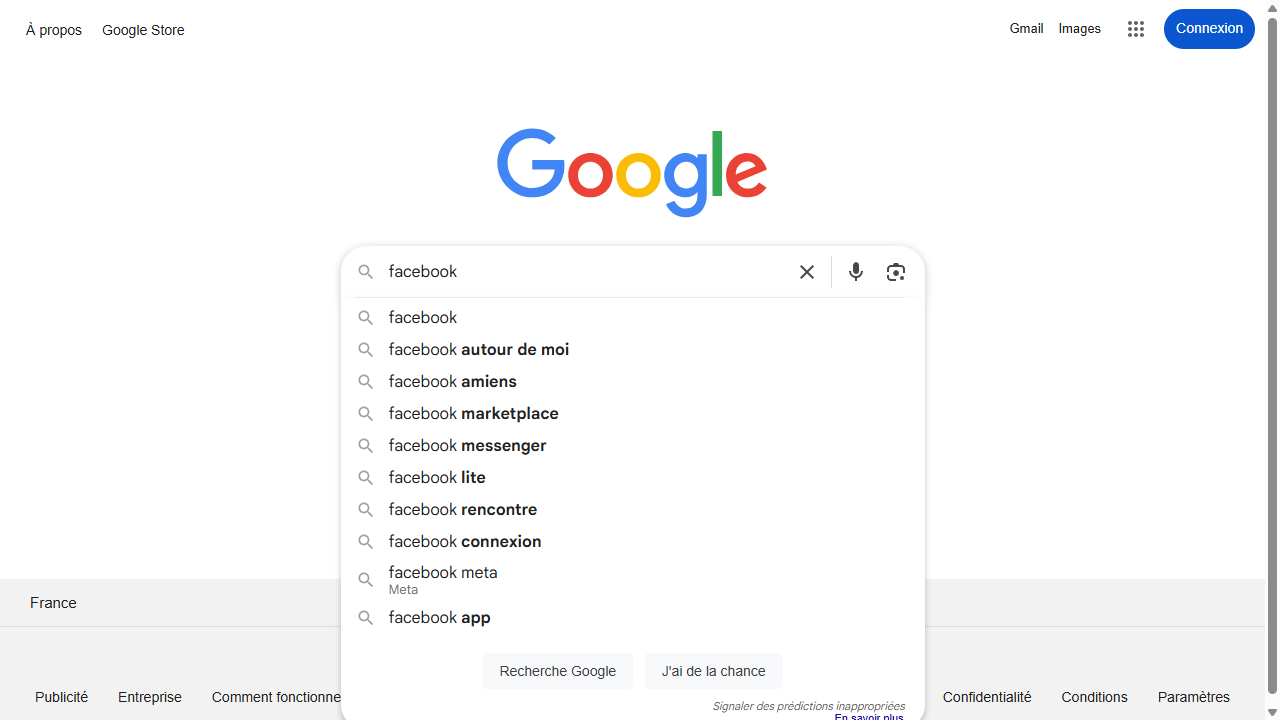 À propos Google Store Gmail Images Connexion
Google
facebook
facebook
facebook autour de moi
facebook amiens
facebook marketplace
facebook messenger
facebook lite
facebook rencontre
facebook connexion
facebook meta
Meta
facebook app
France
Recherche Google J'ai de la chance
Publicité Entreprise Comment fonctionne Confidentialité Conditions Paramètres
Signaler des prédictions inappropriées
En savoir plus